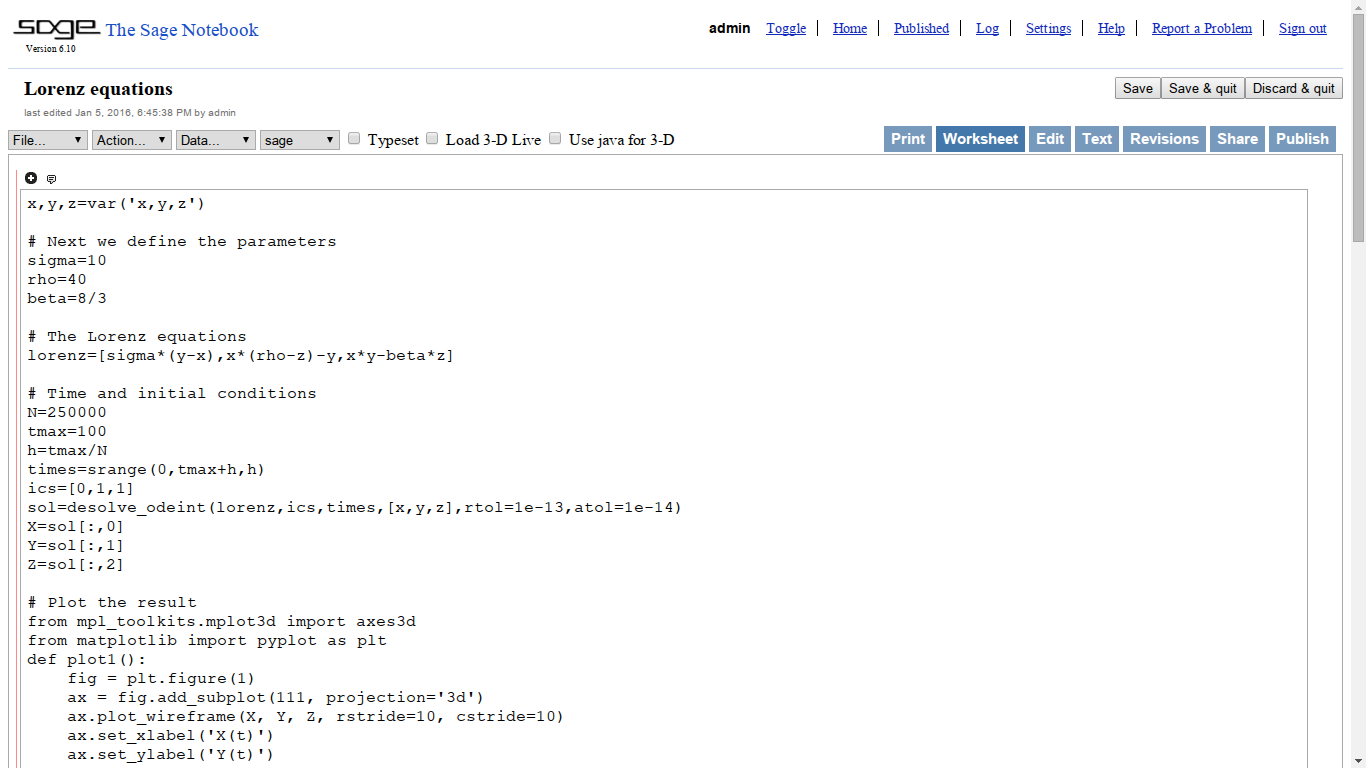 sage The Sage Notebook
Version 6.10
admin Toggle Home Published Log Settings Help Report a Problem Sign out
Lorenz equations
Save Save & quit Discard & quit
last edited Jan 5, 2016, 6:45:38 PM by admin
File... Action... Data... sage Typeset Load 3-D Live Use java for 3-D
Print Worksheet Edit Text Revisions Share Publish
x,y,z=var('x,y,z')
# Next we define the parameters
sigma=10
rho=40
beta=8/3
# The Lorenz equations
lorenz=[sigma*(y-x),x*(rho-z)-y,x*y-beta*z]
# Time and initial conditions
N=250000
tmax=100
h=tmax/N
times=srange(0,tmax+h,h)
ics=[0,1,1]
sol=desolve_odeint(lorenz,ics,times,[x,y,z],rtol=1e-13,atol=1e-14)
X=sol[:,0]
Y=sol[:,1]
Z=sol[:,2]
# Plot the result
from mpl_toolkits.mplot3d import axes3d
from matplotlib import pyplot as plt
def plot1():
    fig = plt.figure(1)
    ax = fig.add_subplot(111, projection='3d')
    ax.plot_wireframe(X, Y, Z, rstride=10, cstride=10)
    ax.set_xlabel('X(t)')
    ax.set_ylabel('Y(t)')